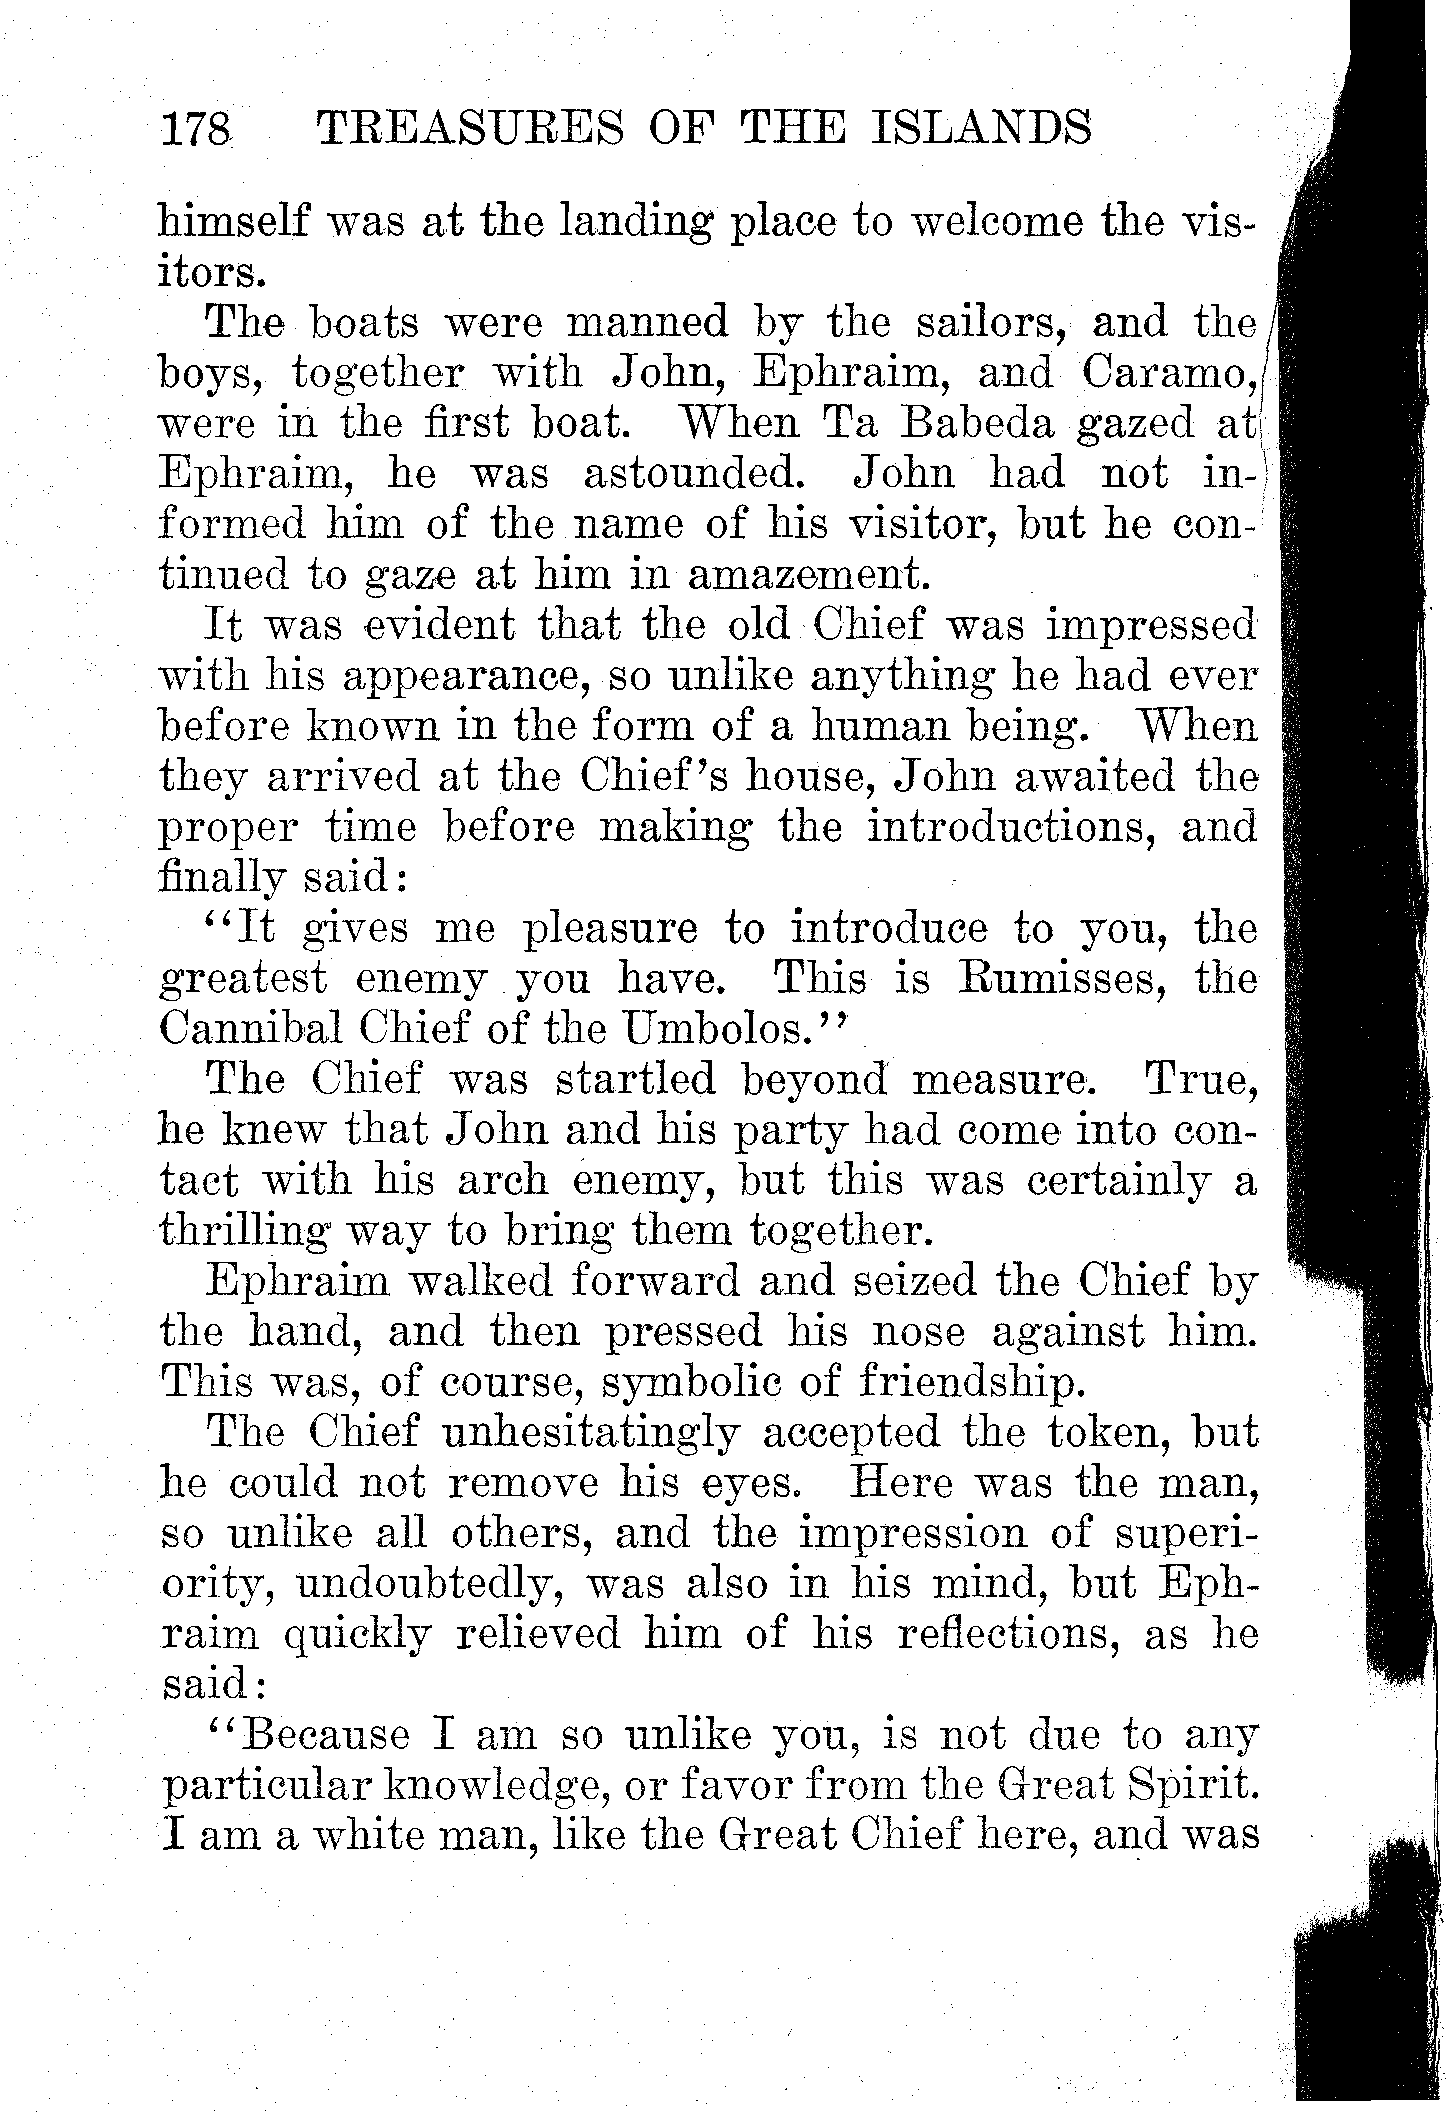 178 TREASURES OF THE ISLANDS
himself was at the landing place to welcome the vis-
itors.
The boats were manned by the sailors, and the
boys, together with John, Ephraim, and Caramo,
were in the first boat. When Ta Babeda gazed at
Ephraim, he was astounded. John had not in-
formed him of the name of his visitor, but he con-
tinued to gaze at him in amazement.
It was evident that the old Chief was impressed
with his appearance, so unlike anything he had ever
before known in the form of a human being. When
they arrived at the Chief's house, John awaited the
proper time before making the introductions, and
finally said:
"It gives me pleasure to introduce to you, the
greatest enemy you have. This is Rumisses, the
Cannibal Chief of the Umbolos."
The Chief was startled beyond measure. True,
he knew that John and his party had come into con-
tact with his arch enemy, but this was certainly a
thrilling way to bring them together.
Ephraim walked forward and seized the Chief by
the hand, and then pressed his nose against him.
This was, of course, symbolic of friendship.
The Chief unhesitatingly accepted the token, but
he could not remove his eyes. Here was the man,
so unlike all others, and the impression of superi-
ority, undoubtedly, was also in his mind, but Eph-
raim quickly relieved him of his reflections, as he
said:
"Because I am so unlike you, is not due to any
particular knowledge, or favor from the Great Spirit.
I am a white man, like the Great Chief here, and was